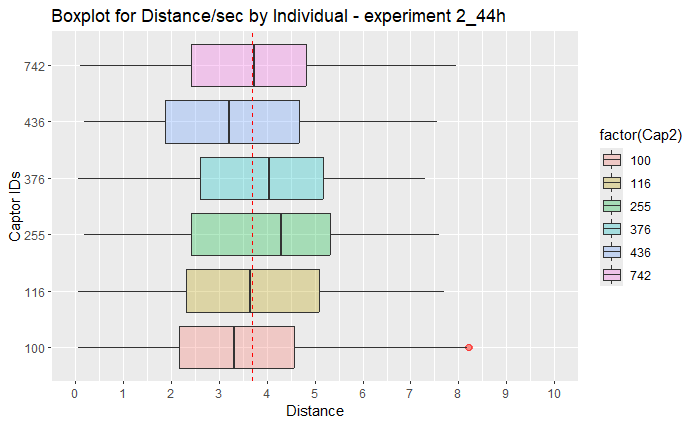 Boxplot for Distance/sec by Individual - experiment 2_44h
Captor IDs
742
436
376
255
116
100
0 1 2 3 4 5 6 7 8 9 10
Distance
factor(Cap2)
100
116
255
376
436
742